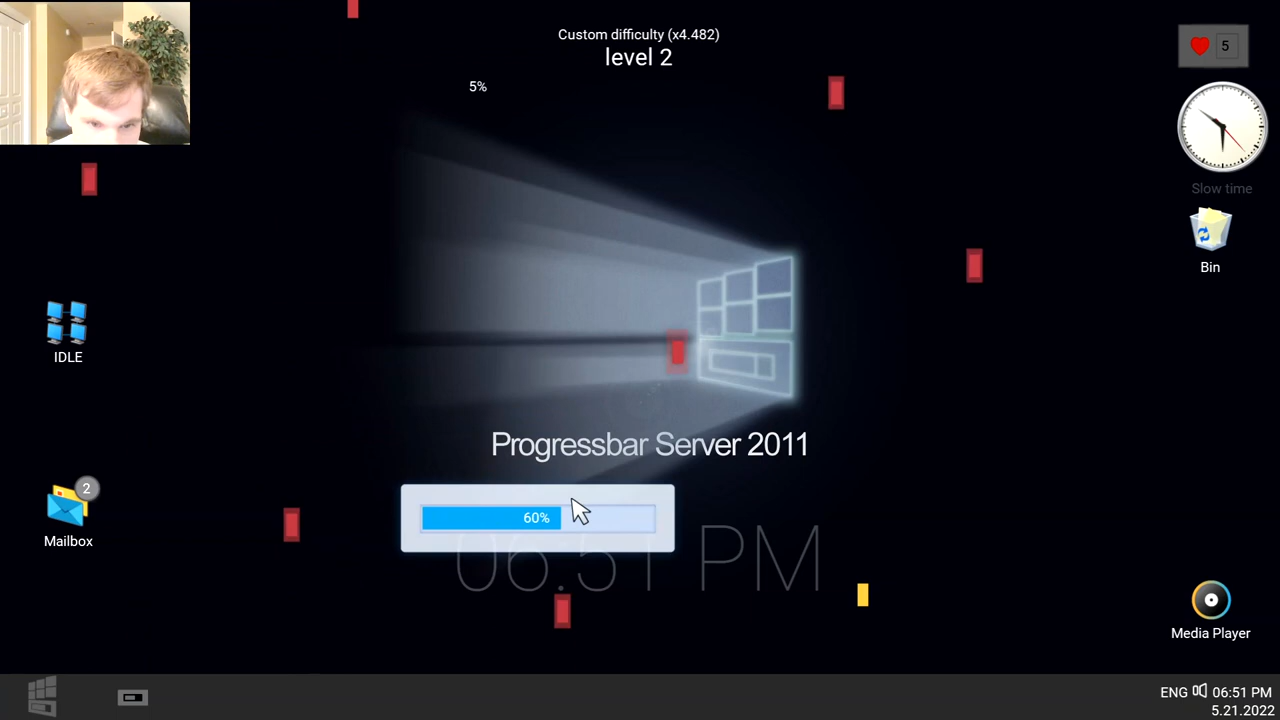 Custom difficulty (x4.482)
level 2
5%
5
Slow time
Bin
IDLE
Progressbar Server 2011
2
Mailbox
60%
06:51 PM
Media Player
ENG 06:51 PM
5.21.2022